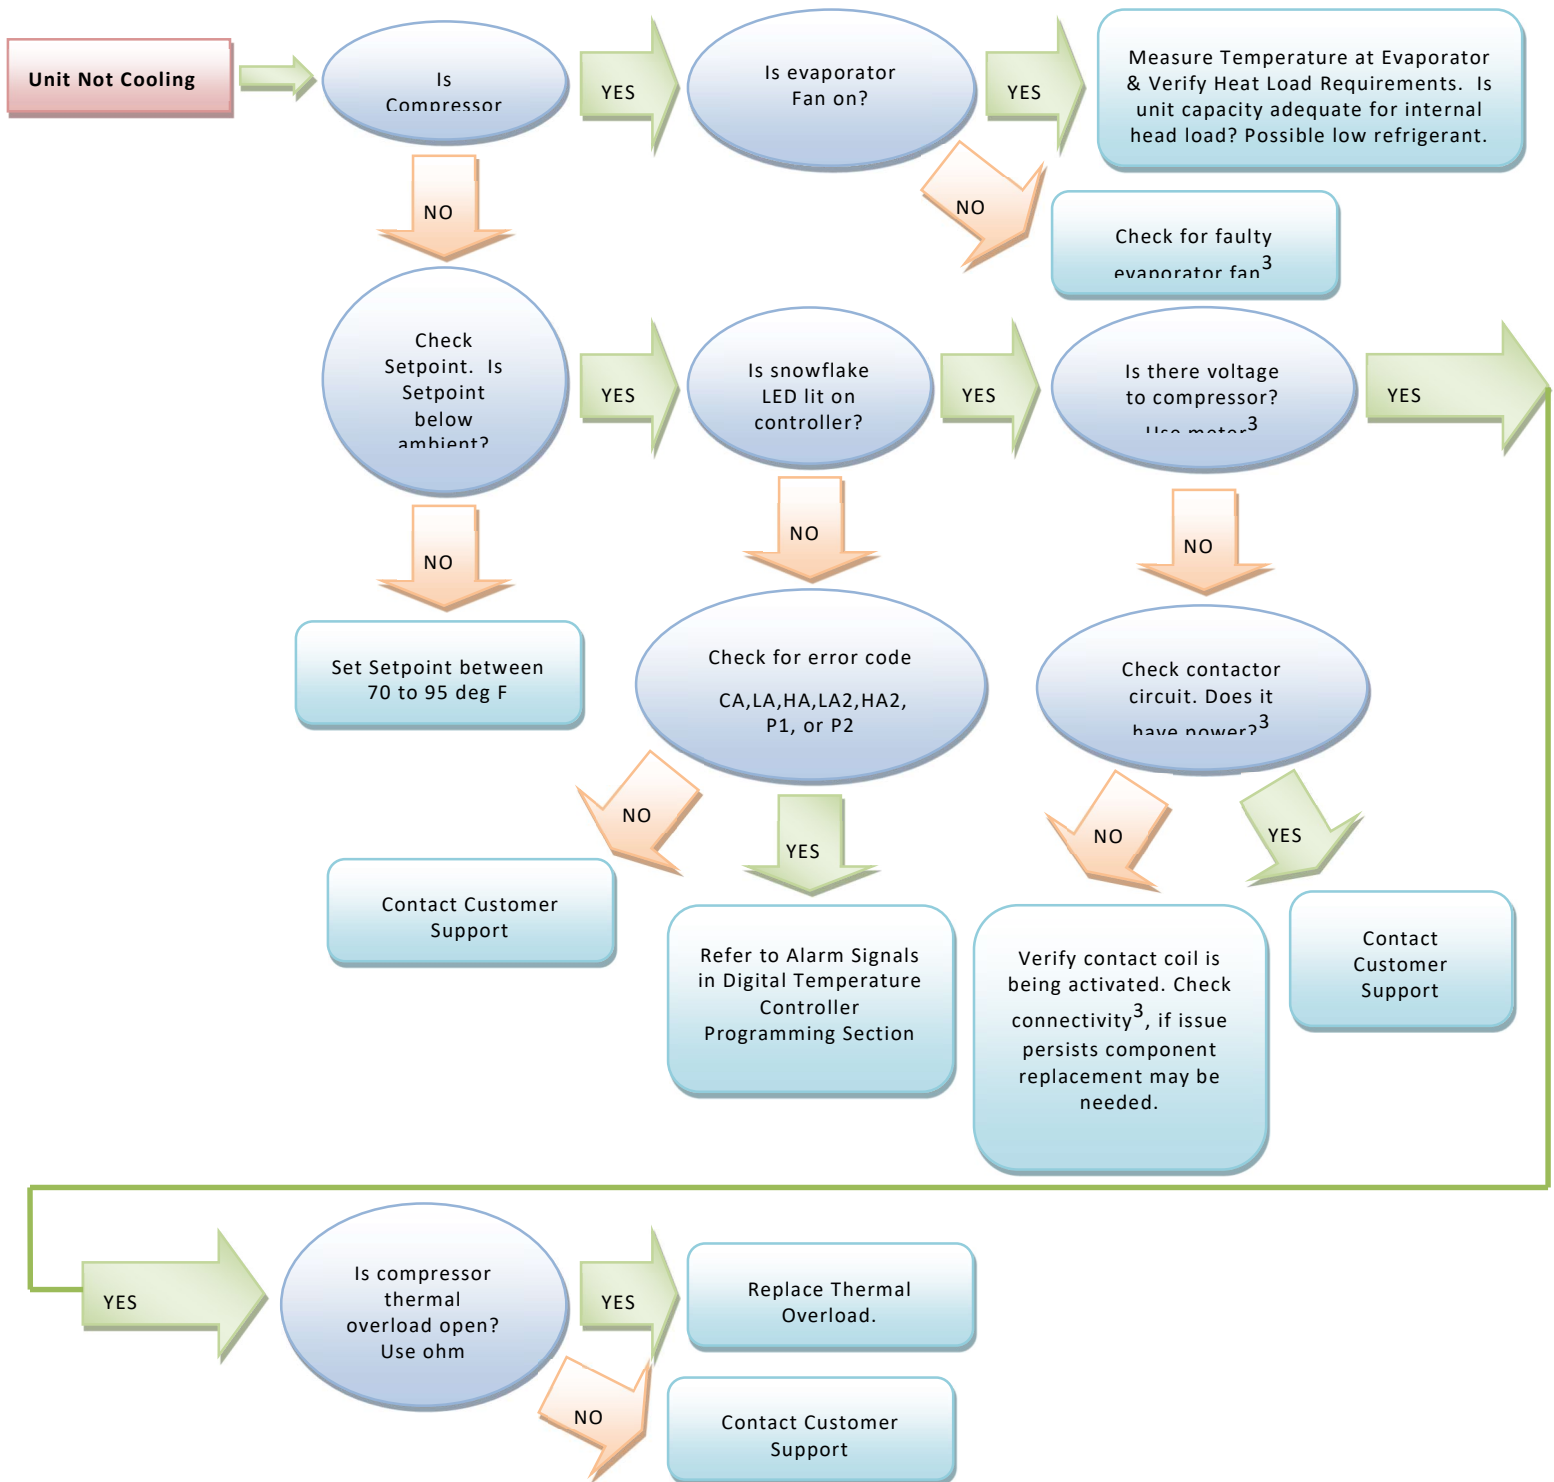 Unit Not Cooling
Is
Compressor
YES
Is evaporator
Fan on?
YES
Measure Temperature at Evaporator
& Verify Heat Load Requirements. Is
unit capacity adequate for internal
head load? Possible low refrigerant.
NO
NO
Check for faulty
evaporator fan3
Check
Setpoint. Is
Setpoint
below
ambient?
YES
Is snowflake
LED lit on
controller?
YES
Is there voltage
to compressor?
Use meter3
YES
NO
NO
NO
Set Setpoint between
70 to 95 deg F
Check for error code
CA,LA,HA,LA2,HA2,
P1, or P2
Check contactor
circuit. Does it
have power?3
NO
YES
NO
YES
Contact Customer
Support
Refer to Alarm Signals
in Digital Temperature
Controller
Programming Section
Verify contact coil is
being activated. Check
connectivity3, if issue
persists component
replacement may be
needed.
Contact
Customer
Support
YES
Is compressor
thermal
overload open?
Use ohm
YES
Replace Thermal
Overload.
NO
Contact Customer
Support